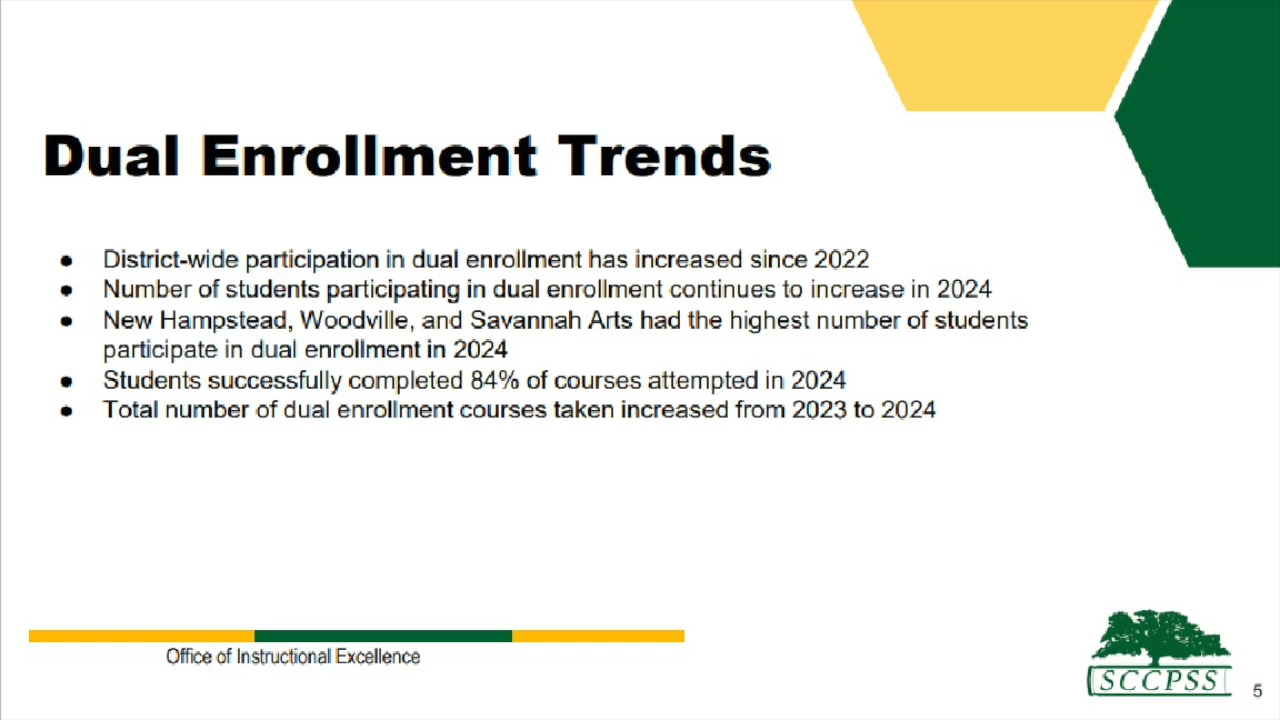 Dual Enrollment Trends
● District-wide participation in dual enrollment has increased since 2022
● Number of students participating in dual enrollment continues to increase in 2024
● New Hampstead, Woodville, and Savannah Arts had the highest number of students
participate in dual enrollment in 2024
● Students successfully completed 84% of courses attempted in 2024
● Total number of dual enrollment courses taken increased from 2023 to 2024
Office of Instructional Excellence
SCCPSS
5